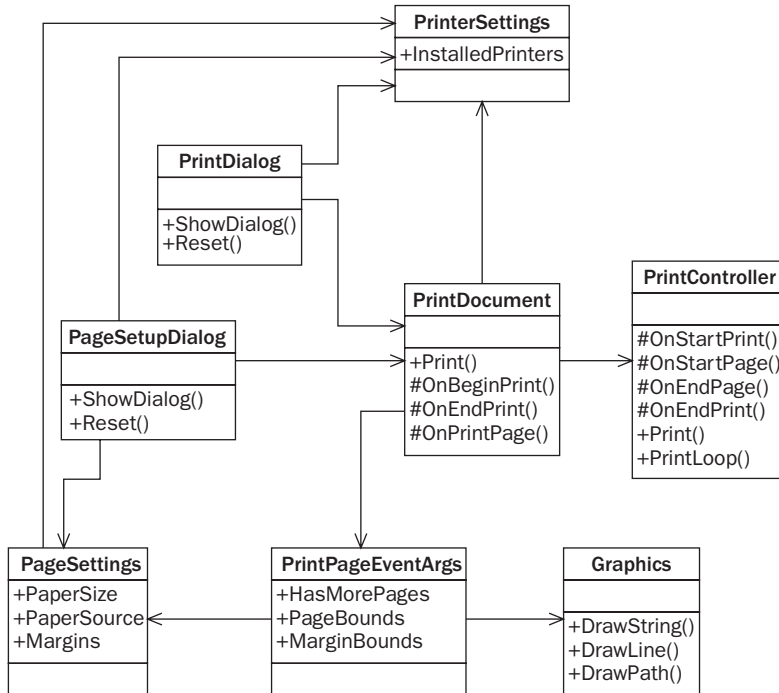 PrinterSettings
+InstalledPrinters
PrintDialog
+ShowDialog()
+Reset()
PrintDocument
+Print()
#OnBeginPrint()
#OnEndPrint()
#OnPrintPage()
PrintController
#OnStartPrint()
#OnStartPage()
#OnEndPage()
#OnEndPrint()
+Print()
+PrintLoop()
PageSetupDialog
+ShowDialog()
+Reset()
PageSettings
+PaperSize
+PaperSource
+Margins
PrintPageEventArgs
+HasMorePages
+PageBounds
+MarginBounds
Graphics
+DrawString()
+DrawLine()
+DrawPath()